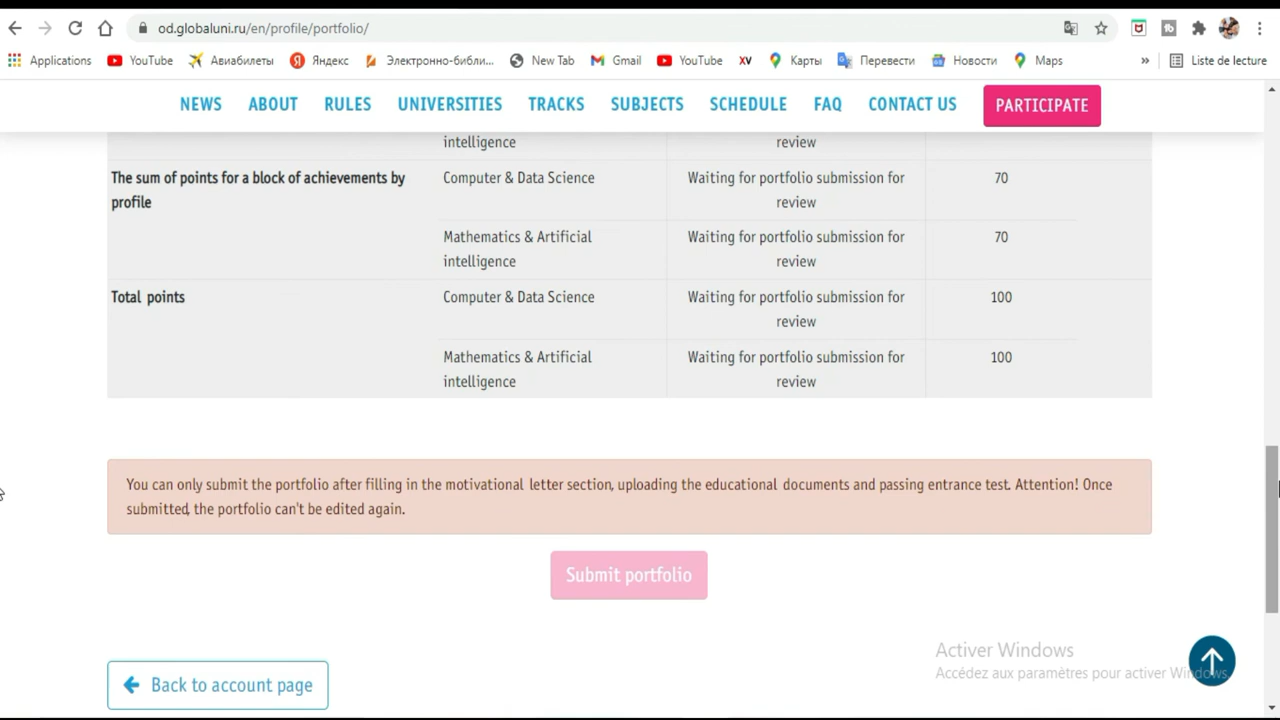 od.globaluni.ru/en/profile/portfolio/
Applications YouTube Авиабилеты Яндекс Электронно-библи... New Tab Gmail YouTube XV Карты Перевести Новости Maps » Liste de lecture
NEWS ABOUT RULES UNIVERSITIES TRACKS SUBJECTS SCHEDULE FAQ CONTACT US PARTICIPATE
intelligence review
The sum of points for a block of achievements by Computer & Data Science Waiting for portfolio submission for 70
profile review
Mathematics & Artificial Waiting for portfolio submission for 70
intelligence review
Total points Computer & Data Science Waiting for portfolio submission for 100
review
Mathematics & Artificial Waiting for portfolio submission for 100
intelligence review
You can only submit the portfolio after filling in the motivational letter section, uploading the educational documents and passing entrance test. Attention! Once
submitted, the portfolio can't be edited again.
Submit portfolio
Activer Windows
Accédez aux paramètres pour activer Windows.
Back to account page